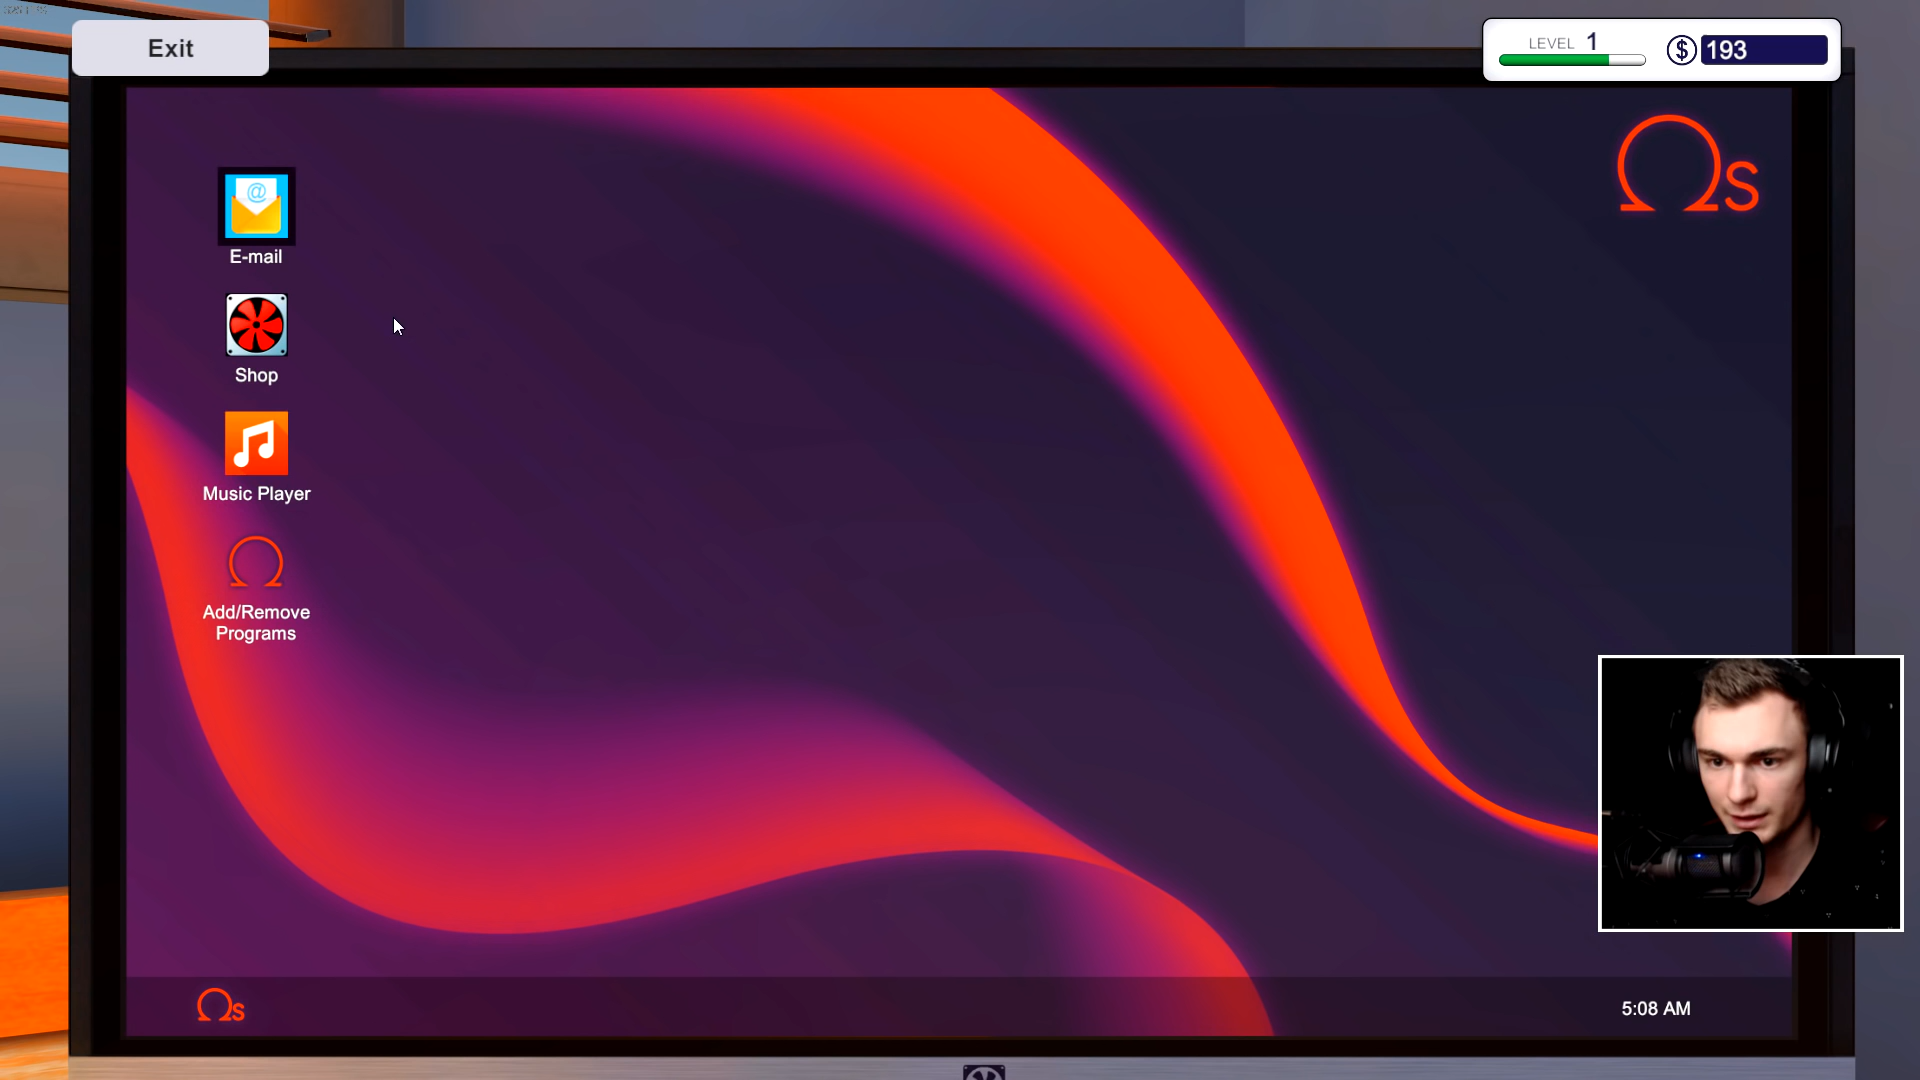 Exit
LEVEL 1
$ 193
Ωs
@
E-mail
Shop
Music Player
Add/Remove
Programs
Ωs
5:08 AM